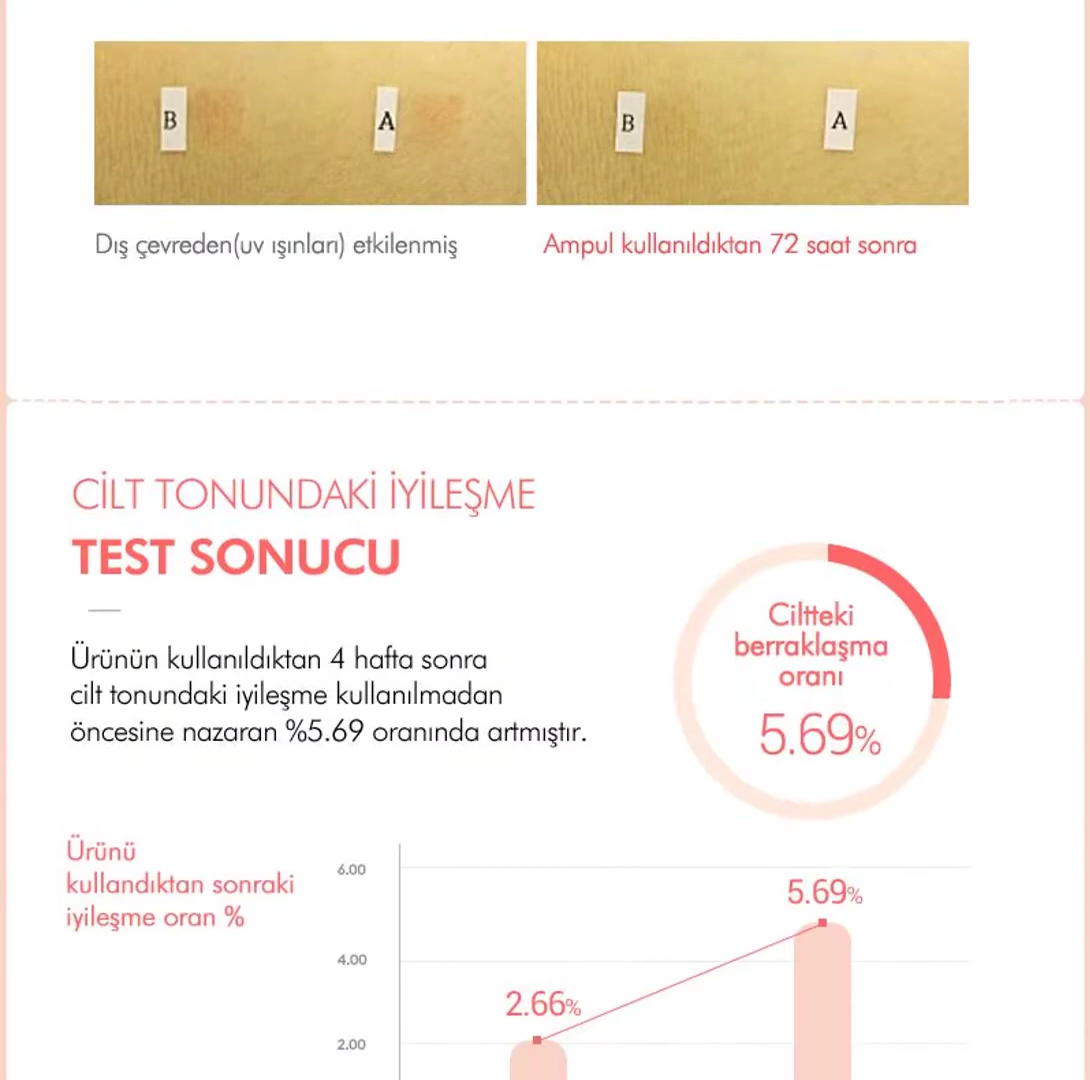 B
A
B
A
Dış çevreden(uv ışınları) etkilenmiş
Ampul kullanıldıktan 72 saat sonra
CİLT TONUNDAKİ İYİLEŞME
TEST SONUCU
Ürünün kullanıldıktan 4 hafta sonra
cilt tonundaki iyileşme kullanılmadan
öncesine nazaran %5.69 oranında artmıştır.
Ciltteki
berraklaşma
oranı
5.69%
Ürünü
kullandıktan sonraki
iyileşme oran %
6.00
4.00
2.00
2.66%
5.69%